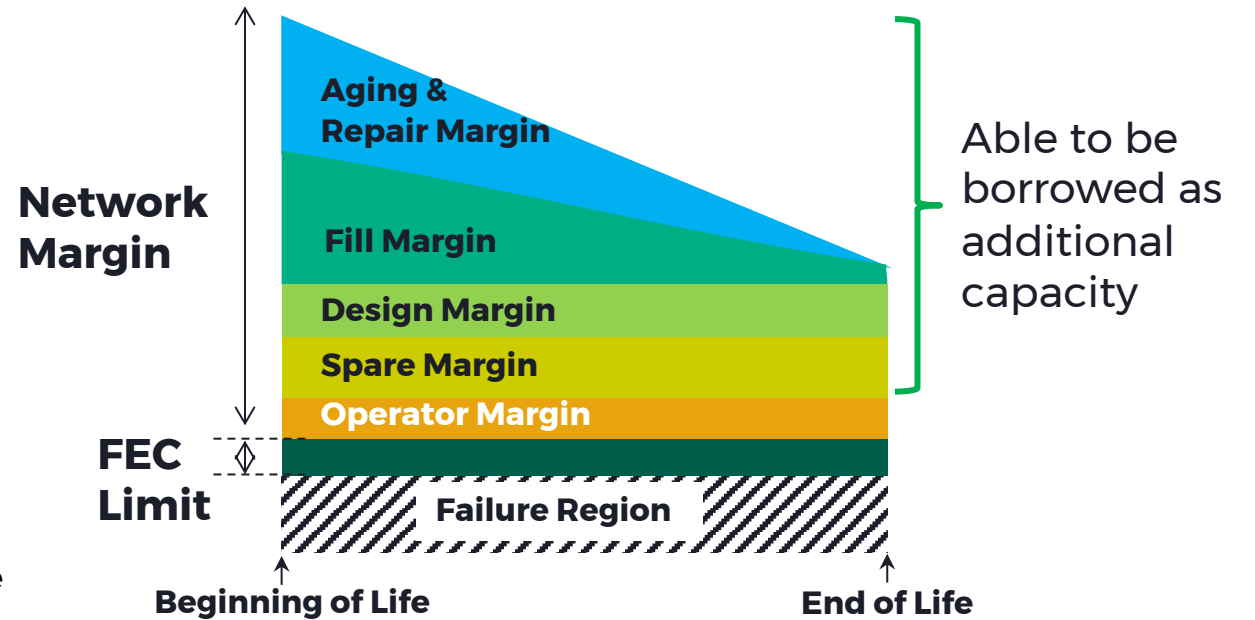 Aging &
Repair Margin
Able to be
borrowed as
additional
capacity
Network
Margin
Fill Margin
Design Margin
Spare Margin
Operator Margin
FEC
Limit
Failure Region
Beginning of Life
End of Life